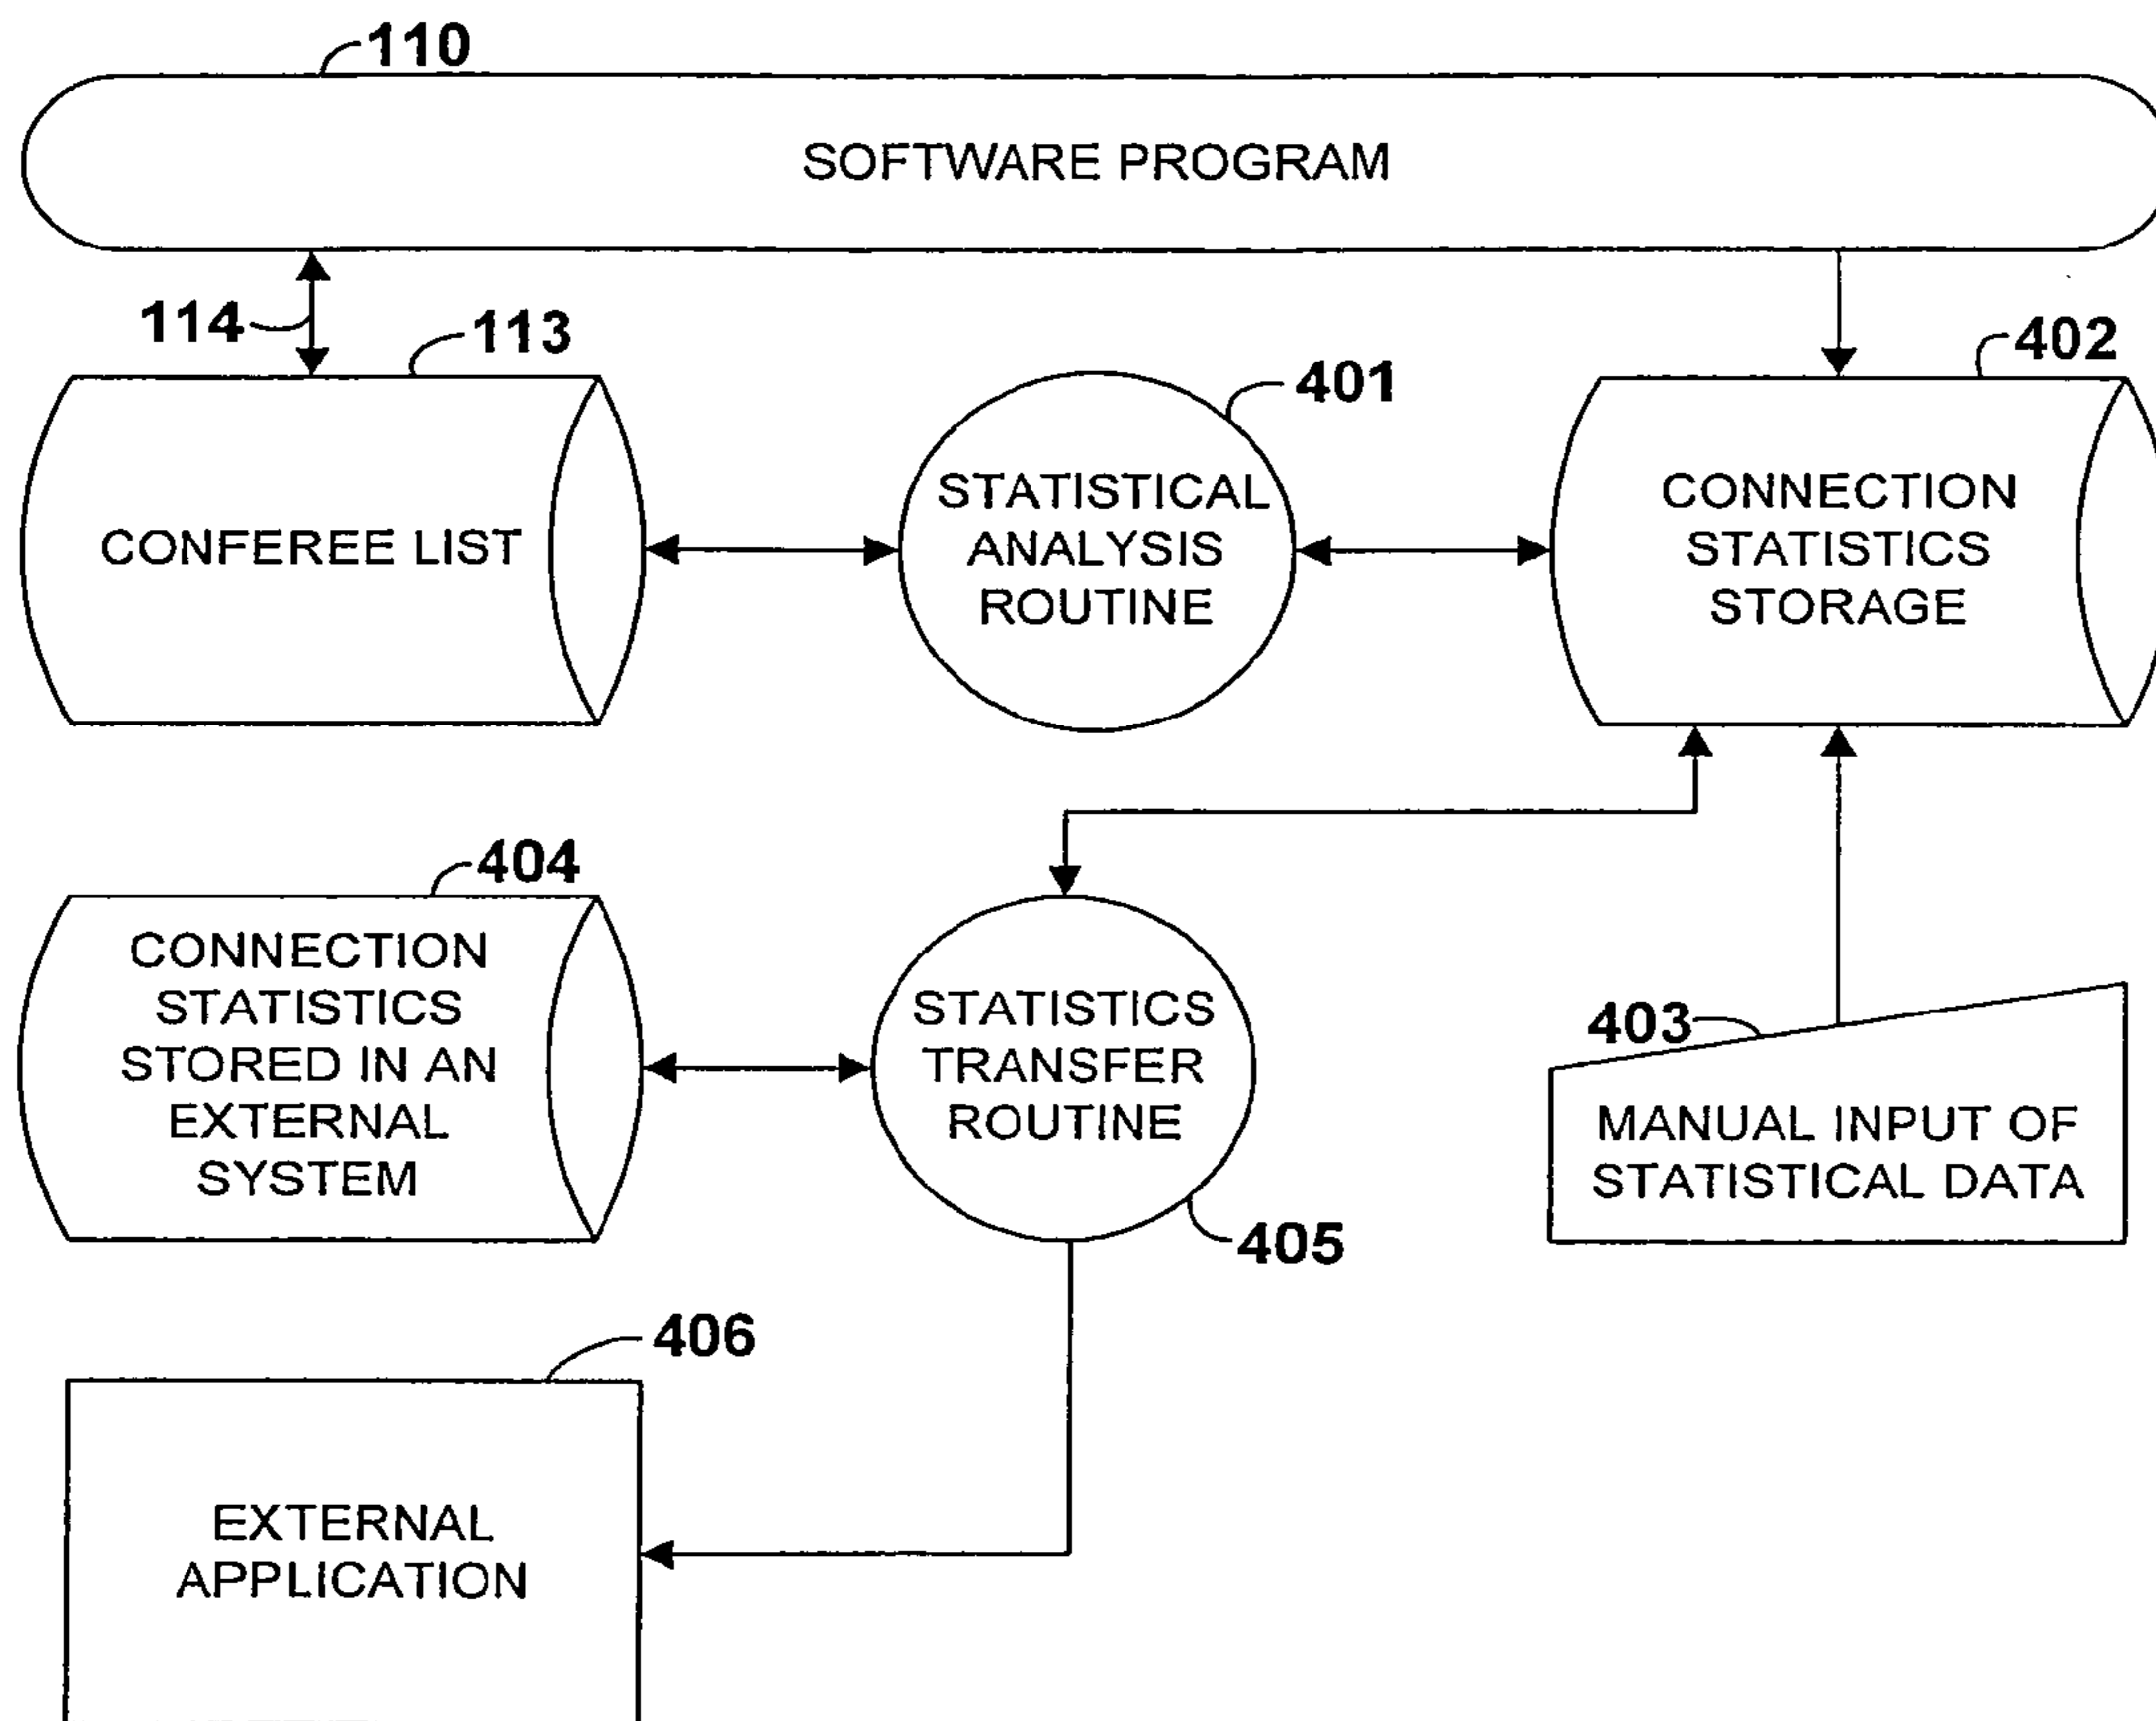 110
SOFTWARE PROGRAM
114
113
402
401
CONFEREE LIST
STATISTICAL
ANALYSIS
ROUTINE
CONNECTION
STATISTICS
STORAGE
404
CONNECTION
STATISTICS
STORED IN AN
EXTERNAL
SYSTEM
STATISTICS
TRANSFER
ROUTINE
405
403
MANUAL INPUT OF
STATISTICAL DATA
406
EXTERNAL
APPLICATION